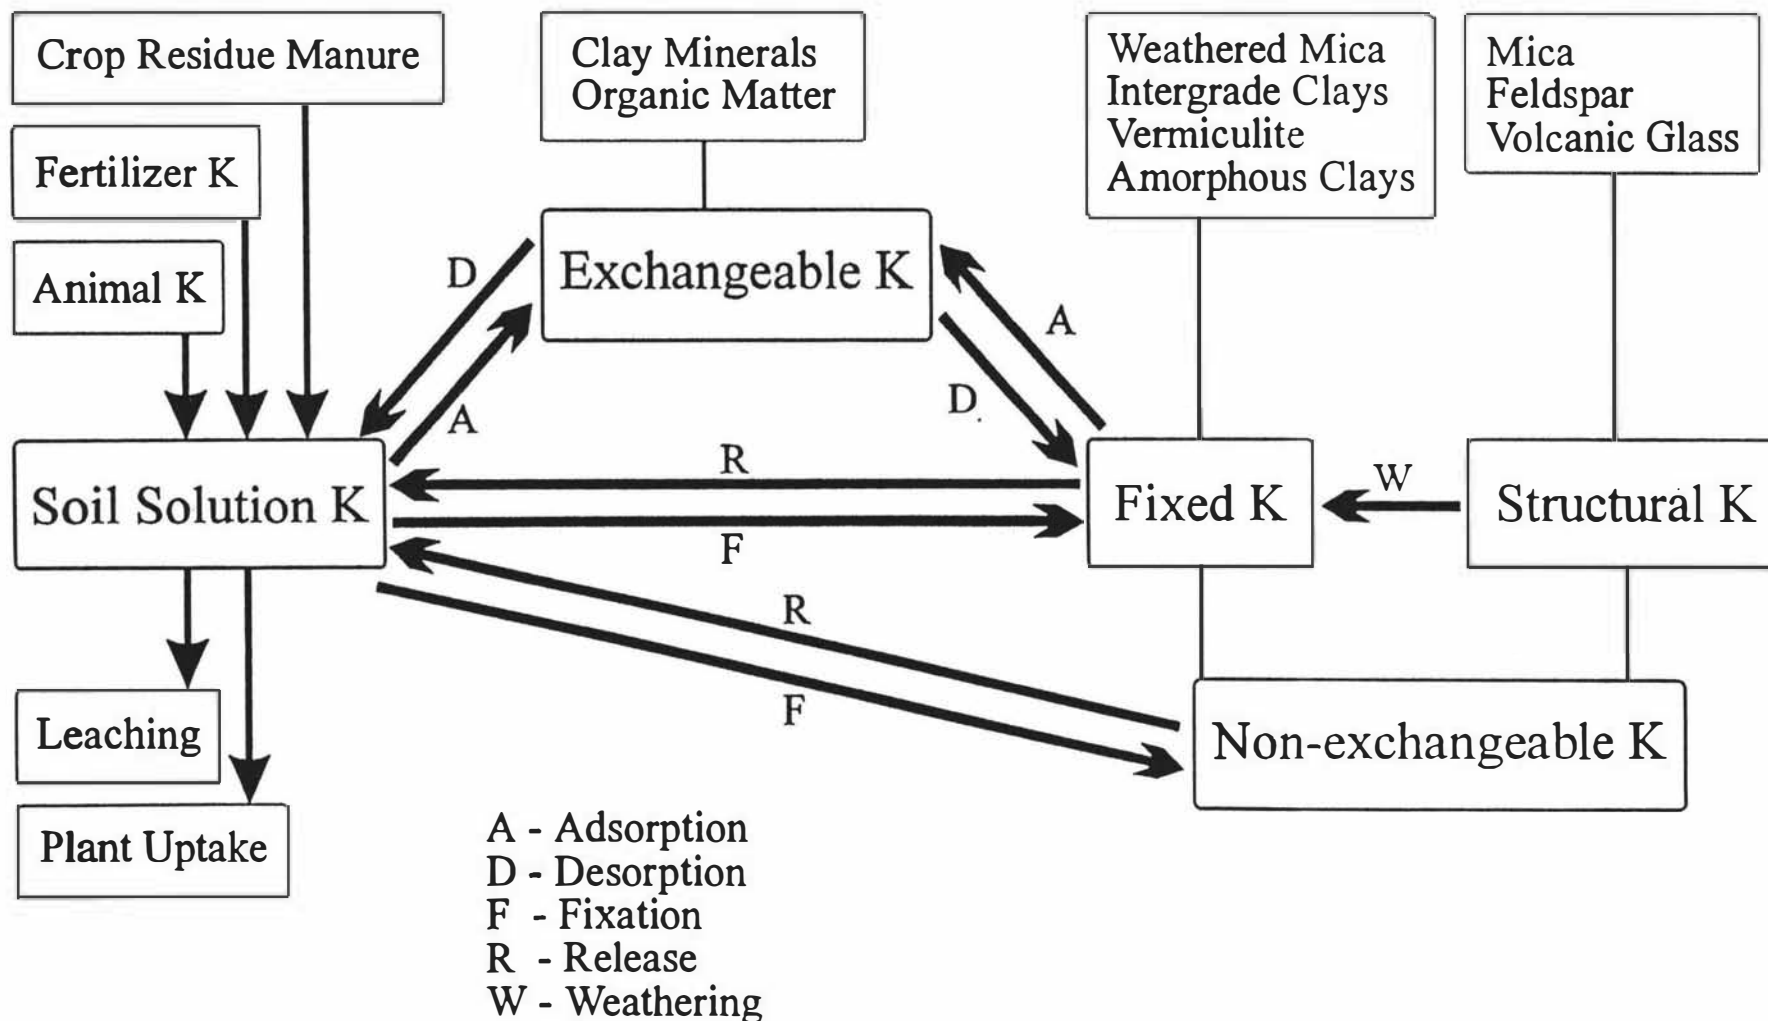 Crop Residue Manure
Fertilizer K
Animal K
Clay Minerals
Organic Matter
Weathered Mica
Intergrade Clays
Vermiculite
Amorphous Clays
Mica
Feldspar
Volcanic Glass
Exchangeable K
D
A
A
D
Soil Solution K
R
F
Fixed K
W
Structural K
R
F
Non-exchangeable K
Leaching
Plant Uptake
A - Adsorption
D - Desorption
F - Fixation
R - Release
W - Weathering